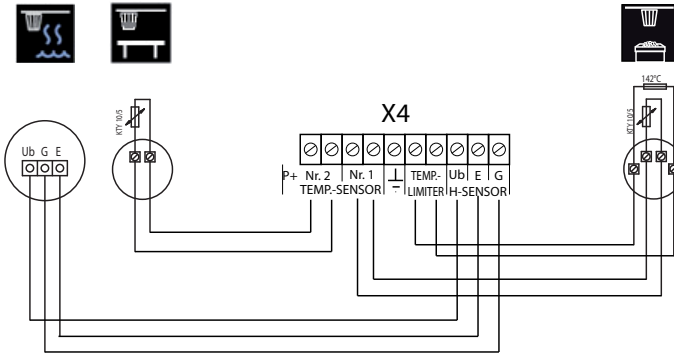 142°C
KTY 10/5
KTY 10/5
X4
Ub G E
P+ Nr. 2 Nr. 1 TEMP.- Ub E G
TEMP.-SENSOR LIMITER H-SENSOR